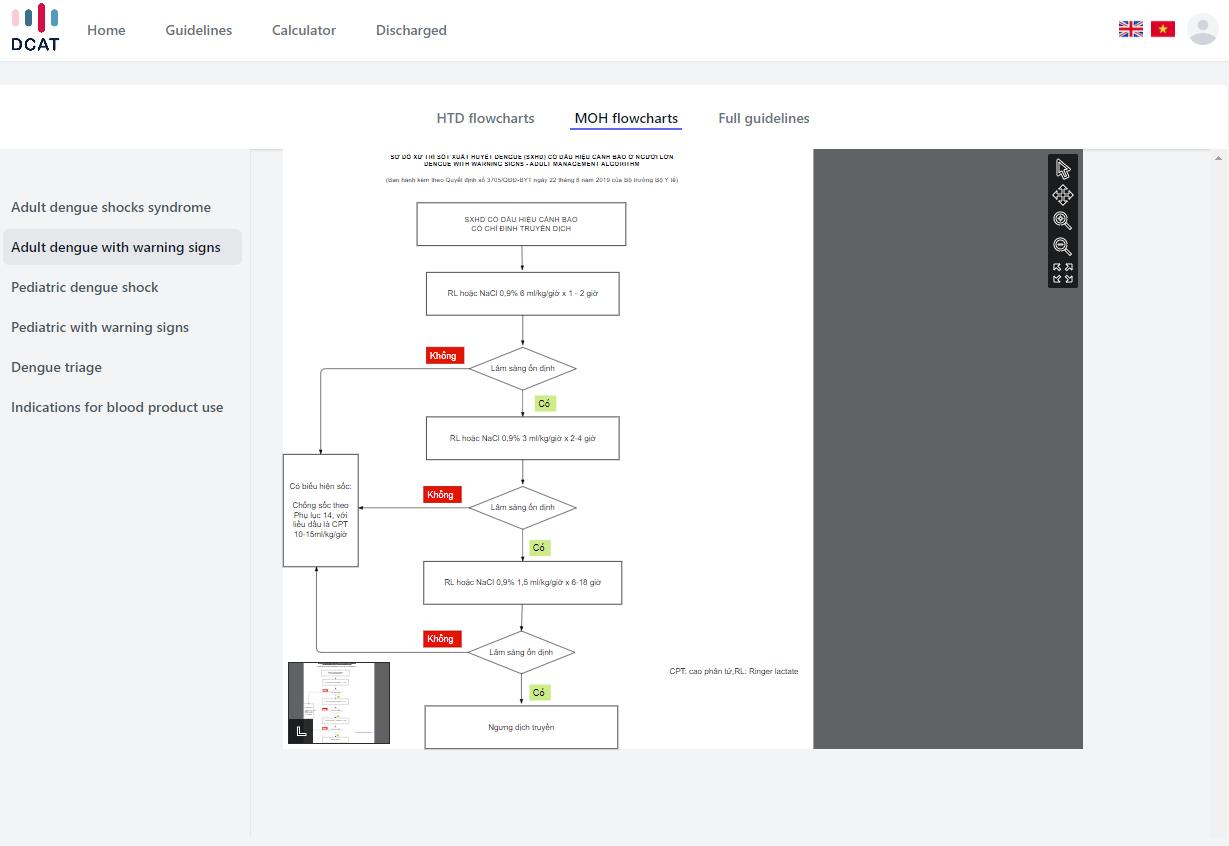 DCAT
Home
Guidelines
Calculator
Discharged
HTD flowcharts
MOH flowcharts
Full guidelines
Adult dengue shocks syndrome
Adult dengue with warning signs
Pediatric dengue shock
Pediatric with warning signs
Dengue triage
Indications for blood product use
SƠ ĐỒ XỬ TRÍ SỐT XUẤT HUYẾT DENGUE (SXHD) CÓ DẤU HIỆU CẢNH BÁO Ở NGƯỜI LỚN
DENGUE WITH WARNING SIGNS - ADULT MANAGEMENT ALGORITHM
(Ban hành kèm theo Quyết định số 3705/QĐĐ-BYT ngày 22 tháng 8 năm 2019 của Bộ trưởng Bộ Y tế)
SXHD CÓ DẤU HIỆU CẢNH BÁO
CÓ CHỈ ĐỊNH TRUYỀN DỊCH
RL hoặc NaCl 0,9% 6 ml/kg/giờ x 1 - 2 giờ
Không
Lâm sàng ổn định
Có
RL hoặc NaCl 0,9% 3 ml/kg/giờ x 2-4 giờ
Có biểu hiện sốc:
Chống sốc theo
Phụ lục 14, với
liều đầu là CPT
10-15ml/kg/giờ
Không
Lâm sàng ổn định
Có
RL hoặc NaCl 0,9% 1,5 ml/kg/giờ x 6-18 giờ
Không
Lâm sàng ổn định
CPT: cao phân tử,RL: Ringer lactate
Có
Ngưng dịch truyền